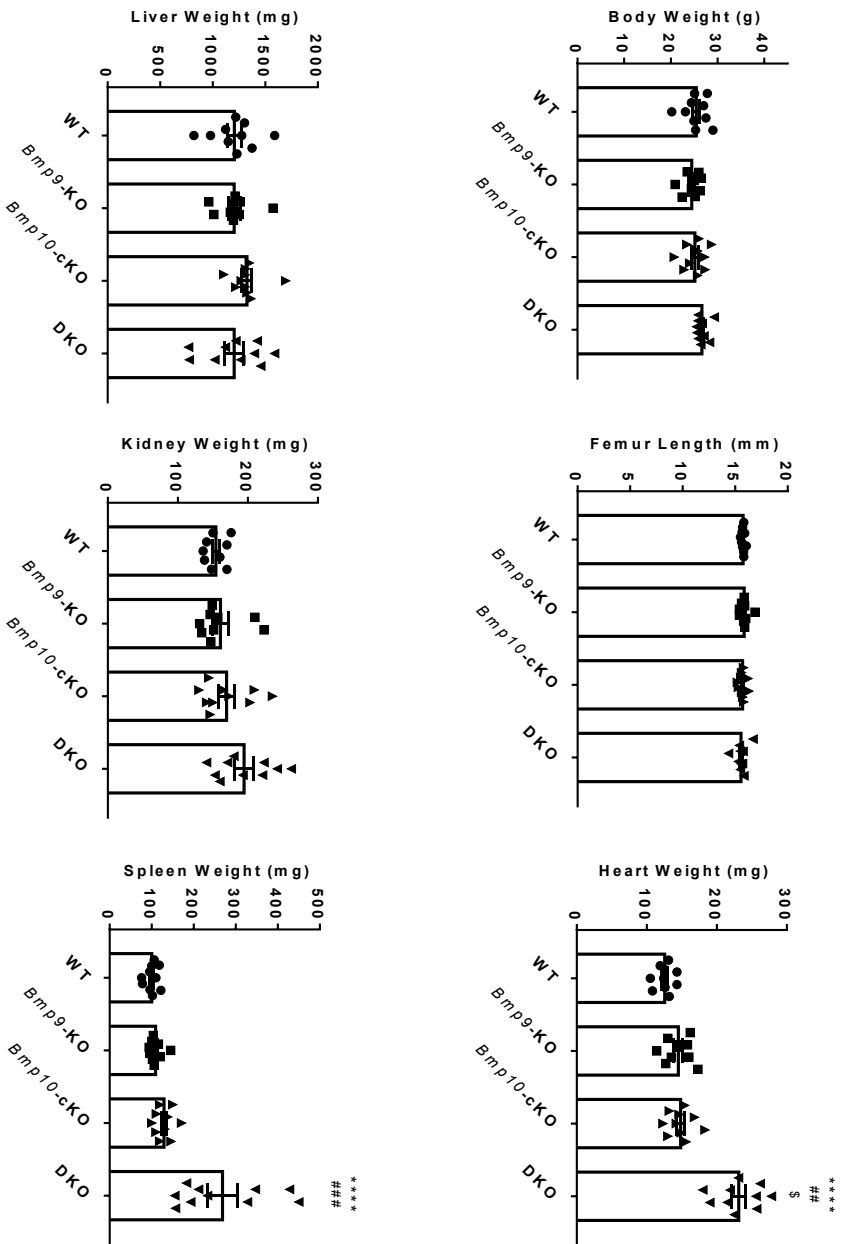 Body Weight (g)
40
30
20
10
0
WT
Bmp9-KO
Bmp10-cKO
DKO
Femur Length (mm)
20
15
10
5
0
WT
Bmp9-KO
Bmp10-cKO
DKO
Heart Weight (mg)
300
200
100
0
****
##
$
WT
Bmp9-KO
Bmp10-cKO
DKO
Liver Weight (mg)
2000
1500
1000
500
0
WT
Bmp9-KO
Bmp10-cKO
DKO
Kidney Weight (mg)
300
200
100
0
WT
Bmp9-KO
Bmp10-cKO
DKO
Spleen Weight (mg)
500
400
300
200
100
0
****
###
WT
Bmp9-KO
Bmp10-cKO
DKO